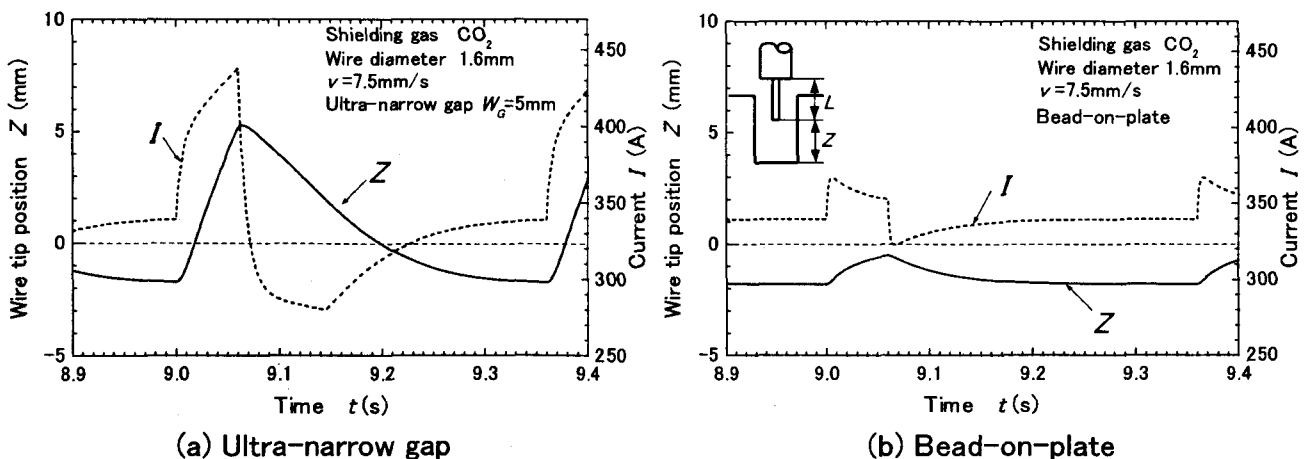 Shielding gas CO₂
Wire diameter 1.6mm
v=7.5mm/s
Ultra-narrow gap W_G=5mm
I
Z
Wire tip position Z (mm)
10
5
0
-5
Current I (A)
450
400
350
300
250
8.9 9.0 9.1 9.2 9.3 9.4
Time t(s)
(a) Ultra-narrow gap
Shielding gas CO₂
Wire diameter 1.6mm
v=7.5mm/s
Bead-on-plate
L
Z
I
Z
Wire tip position Z (mm)
10
5
0
-5
Current I (A)
450
400
350
300
250
8.9 9.0 9.1 9.2 9.3 9.4
Time t(s)
(b) Bead-on-plate